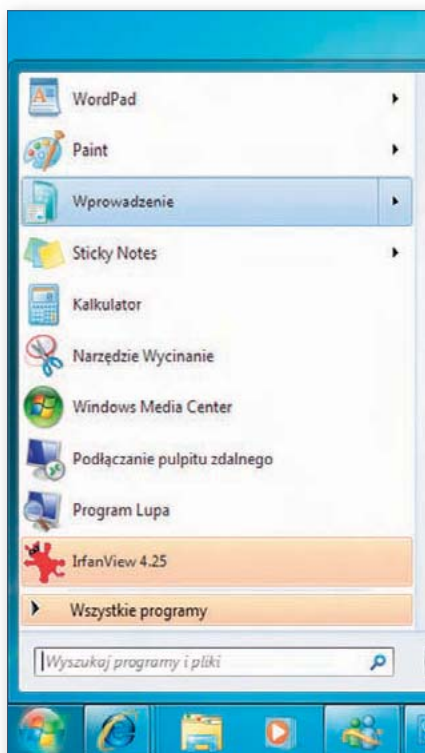 WordPad
Paint
Wprowadzenie
Sticky Notes
Kalkulator
Narzędzie Wycinanie
Windows Media Center
Podłączanie pulpitu zdalnego
Program Lupa
IrfanView 4.25
Wszystkie programy
Wyszukaj programy i pliki